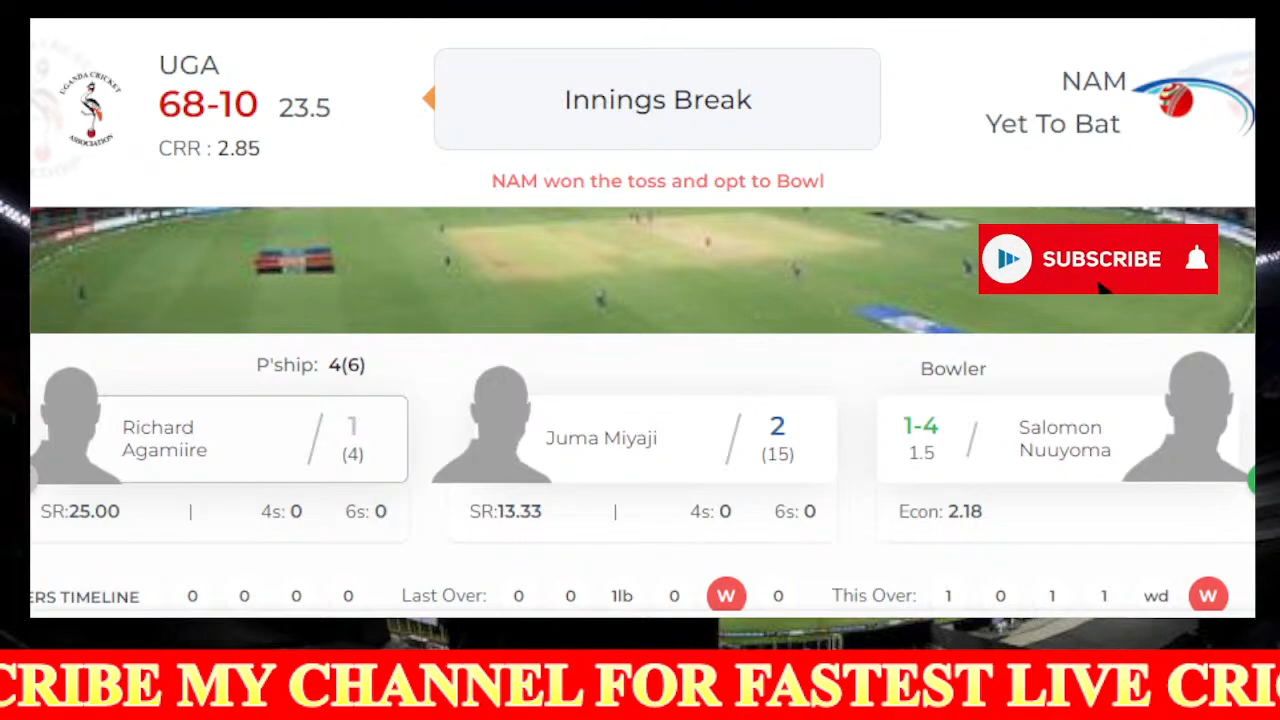 UGANDA CRICKET
ASSOCIATION
UGA
68-10 23.5
CRR : 2.85
Innings Break
NAM won the toss and opt to Bowl
NAM
Yet To Bat
SUBSCRIBE
P'ship: 4(6)
Richard
Agamiire
1
(4)
SR:25.00 | 4s: 0 6s: 0
Juma Miyaji
2
(15)
SR:13.33 | 4s: 0 6s: 0
Bowler
1-4
1.5
Salomon
Nuuyoma
Econ: 2.18
ERS TIMELINE 0 0 0 0 Last Over: 0 0 1lb 0 W 0 This Over: 1 0 1 1 wd W
CRIBE MY CHANNEL FOR FASTEST LIVE CRIC